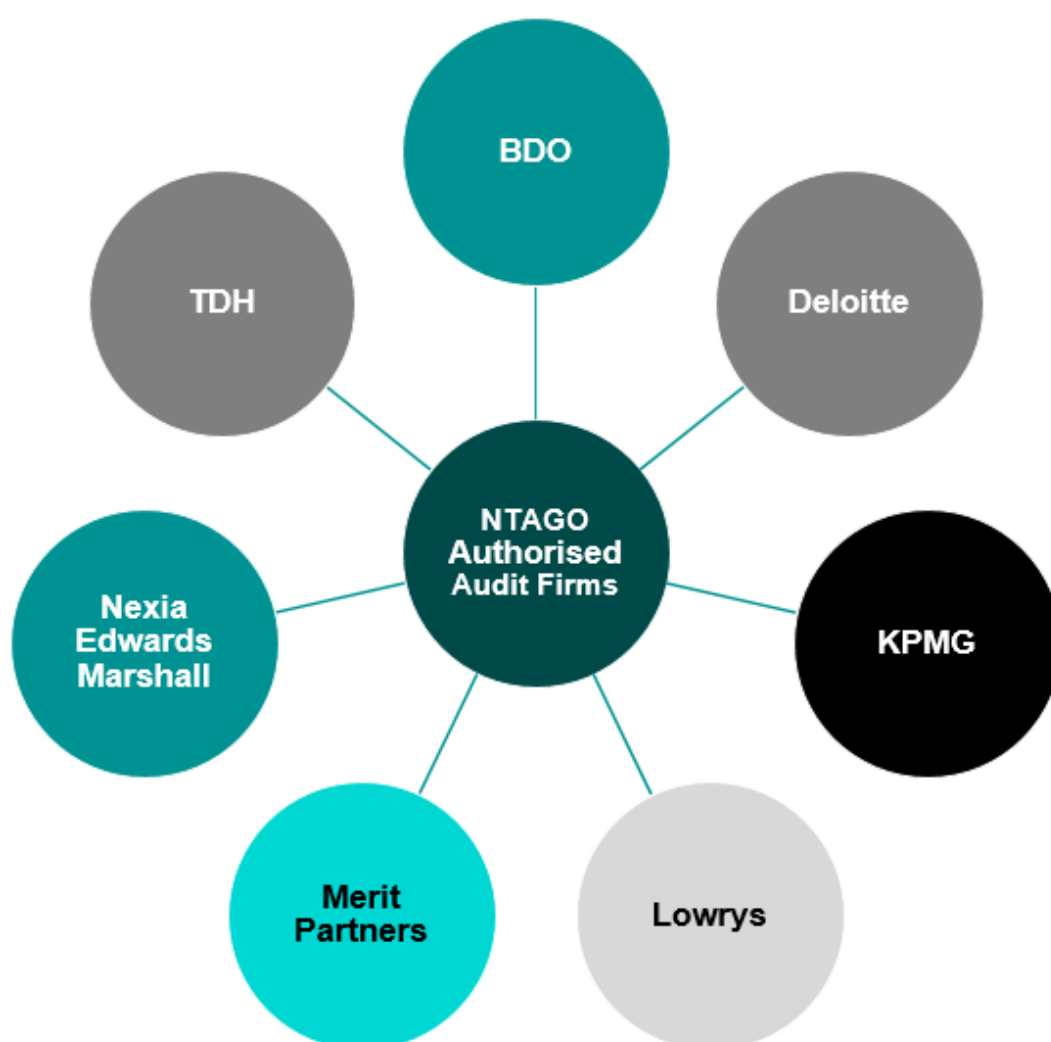 BDO
TDH
Deloitte
NTAGO
Authorised
Audit Firms
Nexia
Edwards
Marshall
KPMG
Merit
Partners
Lowrys